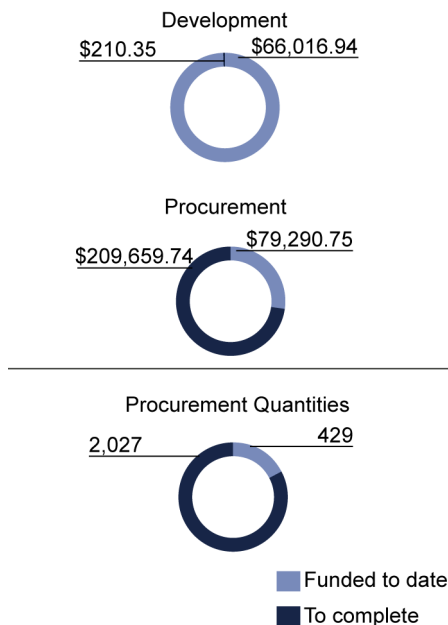 Development
$210.35 $66,016.94
Procurement
$209,659.74 $79,290.75
Procurement Quantities
2,027 429
Funded to date
To complete